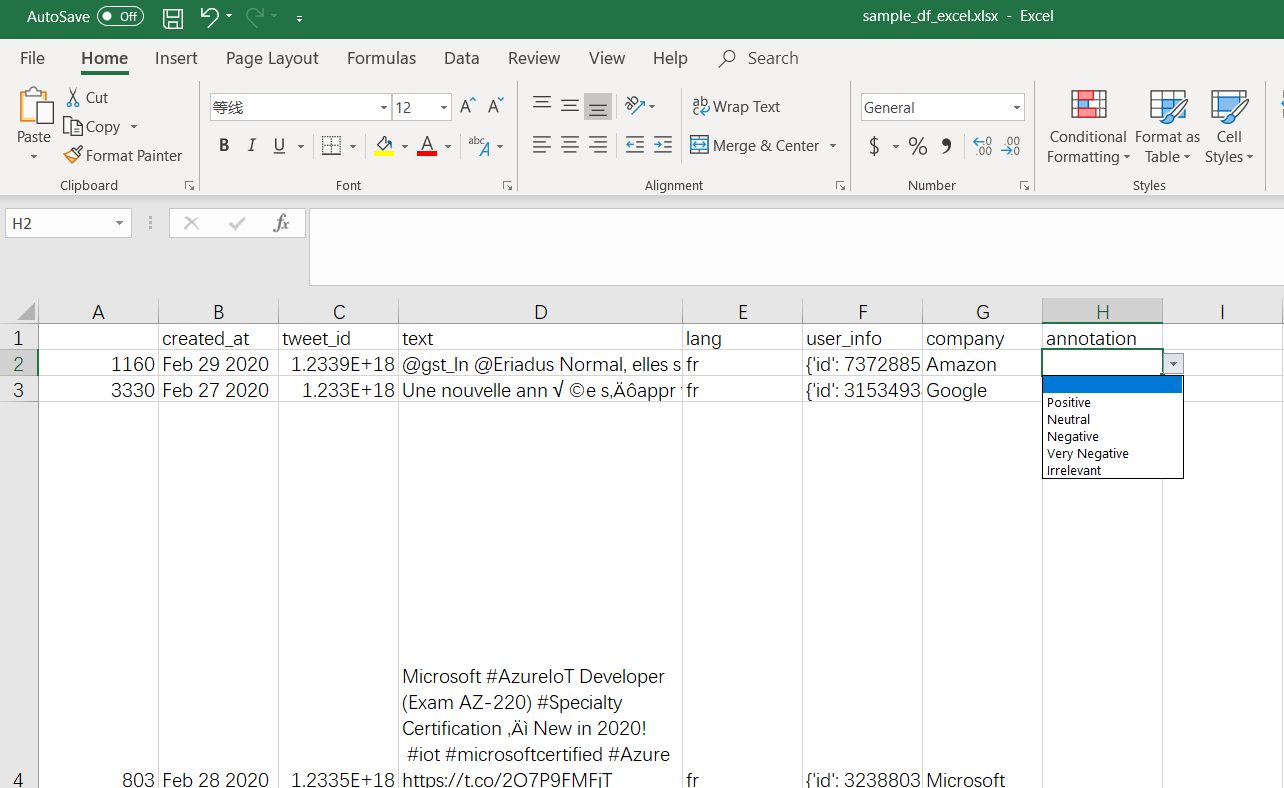 AutoSave Off sample_df_excel.xlsx - Excel
File Home Insert Page Layout Formulas Data Review View Help Search
Paste Cut
Copy
Format Painter
Clipboard
等线 12 A A
B I U A abc A
Font
Wrap Text
Merge & Center
Alignment
General
$ % , .00 .00
Number
Conditional Formatting
Format as Table
Cell Styles
Styles
H2 fx
A B C D E F G H I
1 created_at tweet_id text lang user_info company annotation
2 1160 Feb 29 2020 1.2339E+18 @gst_ln @Eriadus Normal, elles s fr {'id': 7372885 Amazon
3 3330 Feb 27 2020 1.233E+18 Une nouvelle ann √ ©e s‚Äôappr fr {'id': 3153493 Google
Positive
Neutral
Negative
Very Negative
Irrelevant
Microsoft #AzureIoT Developer
(Exam AZ-220) #Specialty
Certification ‚Äì New in 2020!
#iot #microsoftcertified #Azure
4 803 Feb 28 2020 1.2335E+18 https://t.co/2O7P9FMFjT fr {'id': 3238803 Microsoft